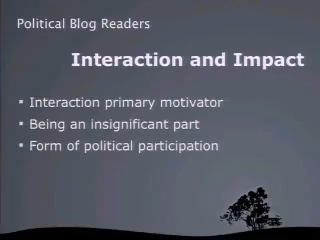 Political Blog Readers
Interaction and Impact
▪ Interaction primary motivator
▪ Being an insignificant part
▪ Form of political participation